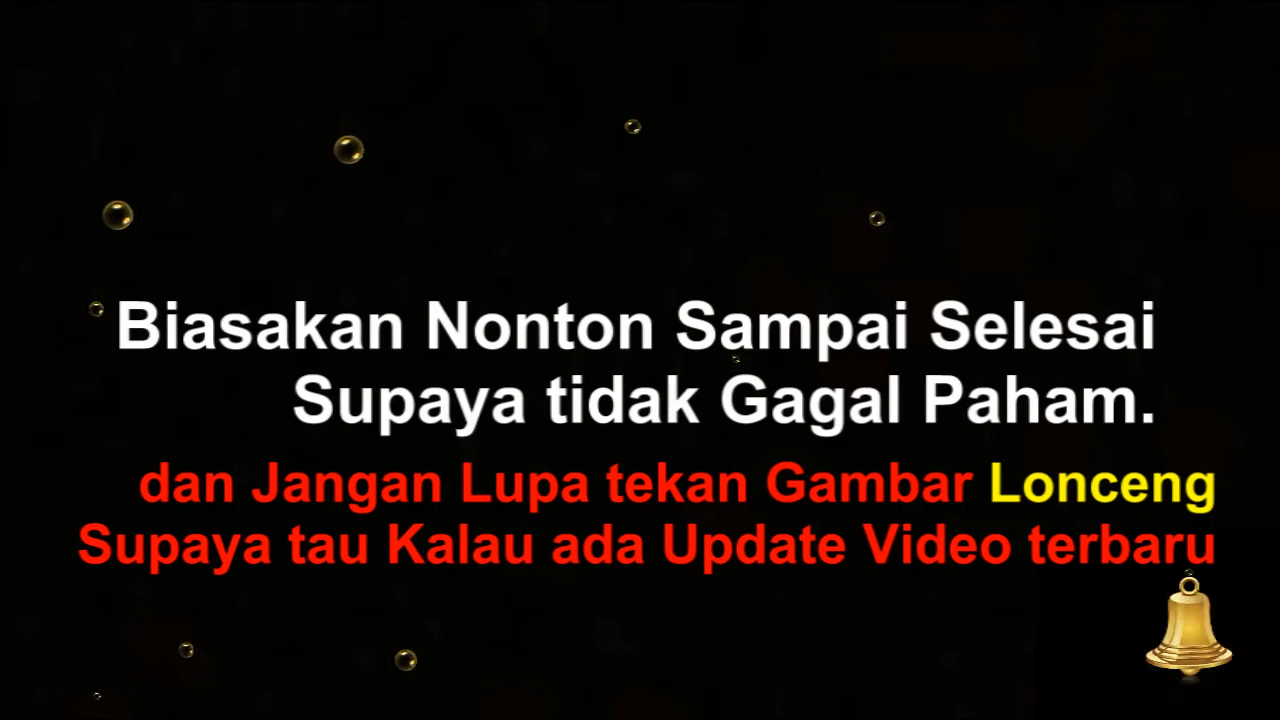 Biasakan Nonton Sampai Selesai
Supaya tidak Gagal Paham.
dan Jangan Lupa tekan Gambar Lonceng
Supaya tau Kalau ada Update Video terbaru